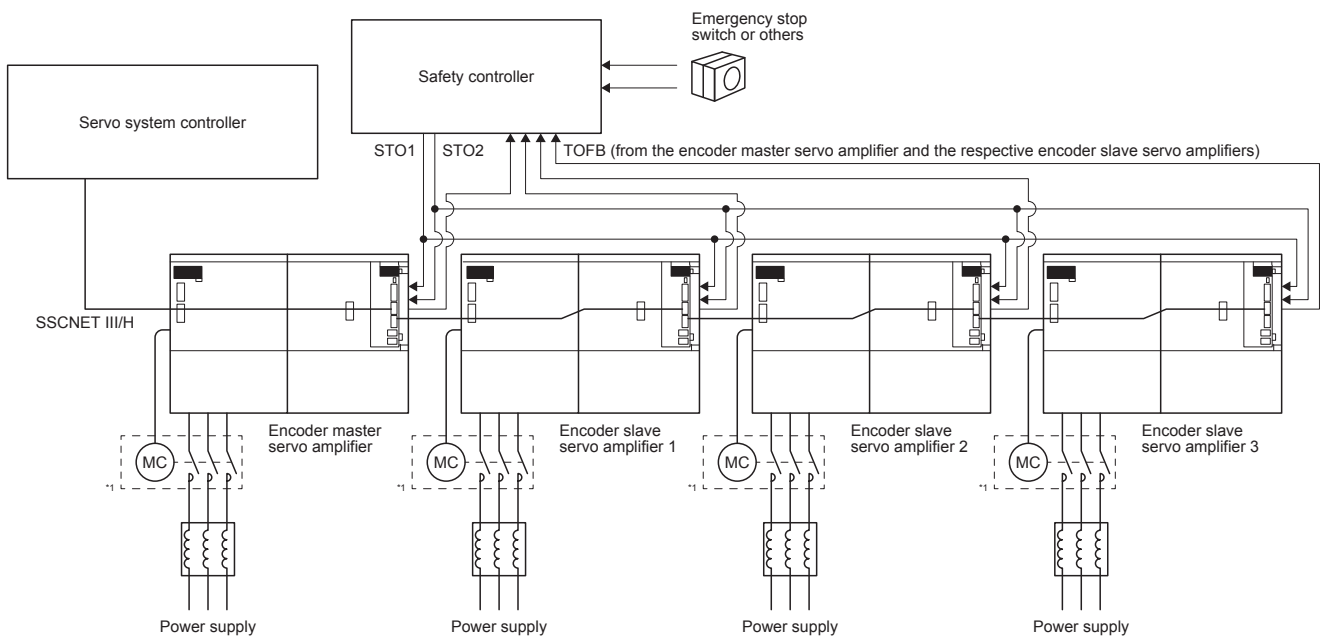 Emergency stop
switch or others
Safety controller
Servo system controller
STO1
STO2
TOFB (from the encoder master servo amplifier and the respective encoder slave servo amplifiers)
SSCNET III/H
Encoder master
servo amplifier
Encoder slave
servo amplifier 1
Encoder slave
servo amplifier 2
Encoder slave
servo amplifier 3
MC
MC
MC
MC
*1
*1
*1
*1
Power supply
Power supply
Power supply
Power supply